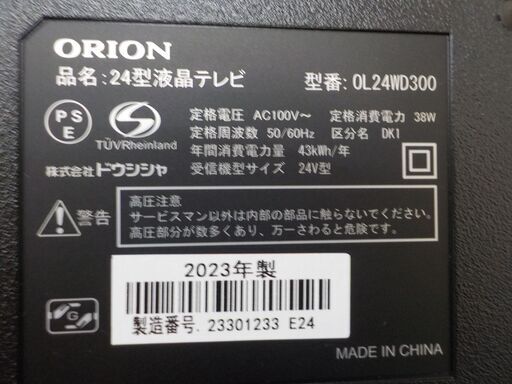 ORION
品名:24型液晶テレビ 型番:OL24WD300
PS
E
TÜVRheinland
定格電圧 AC100V～ 定格消費電力 38W
定格周波数 50/60Hz 区分名 DK1
年間消費電力量 43kWh/年
受信機型サイズ 24V型
株式会社ドウシシャ
警告
高圧注意
サービスマン以外は内部の部品に触らないでください。
高圧部分が数多くあり、万一さわると危険です。
2023年製
製造番号. 23301233 E24
G
MADE IN CHINA